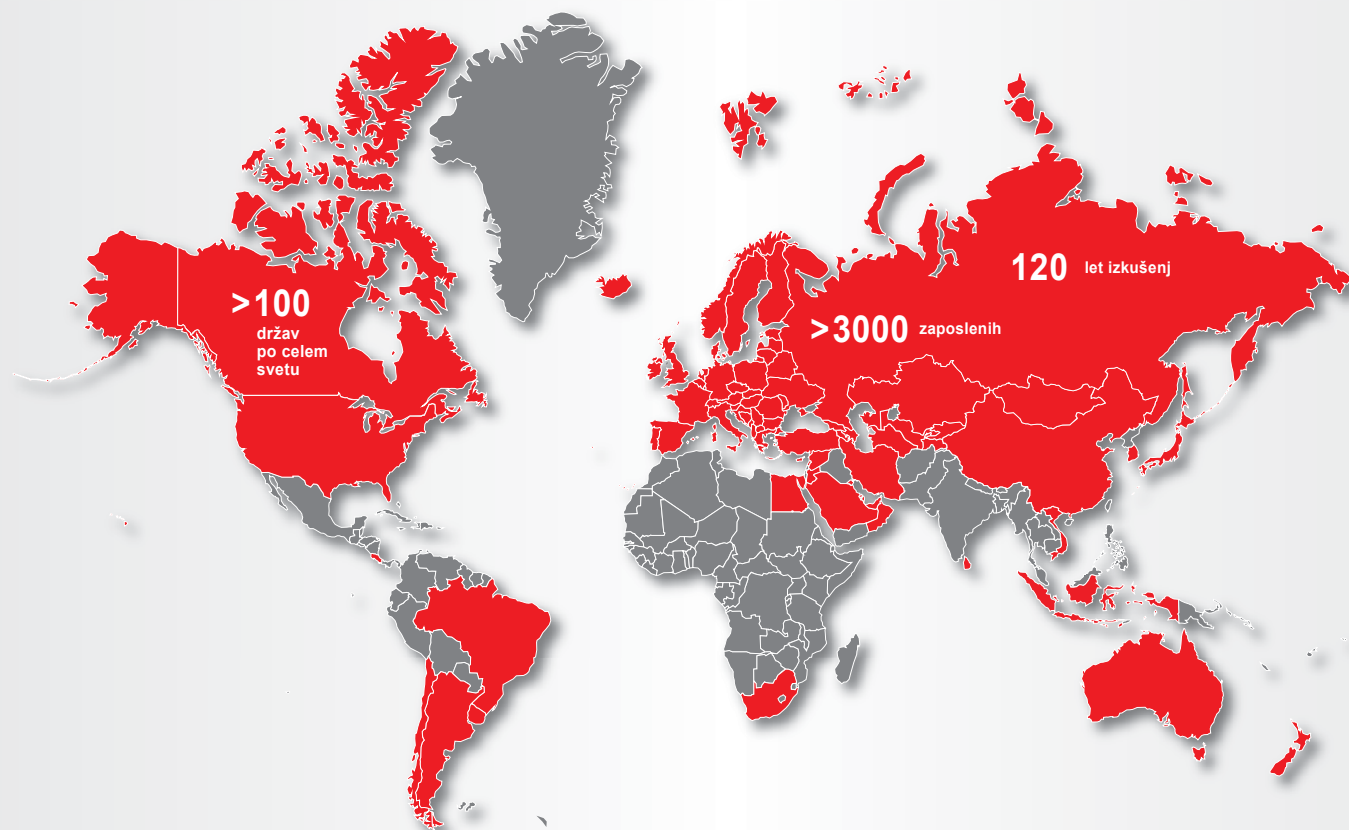 >100
držav
po celem
svetu
>3000 zaposlenih
120 let izkušenj